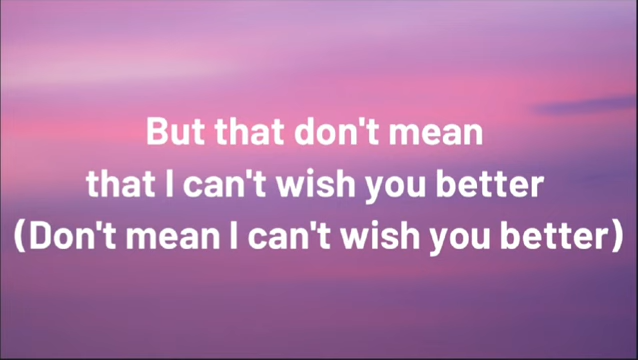 But that don't mean
that I can't wish you better
(Don't mean I can't wish you better)